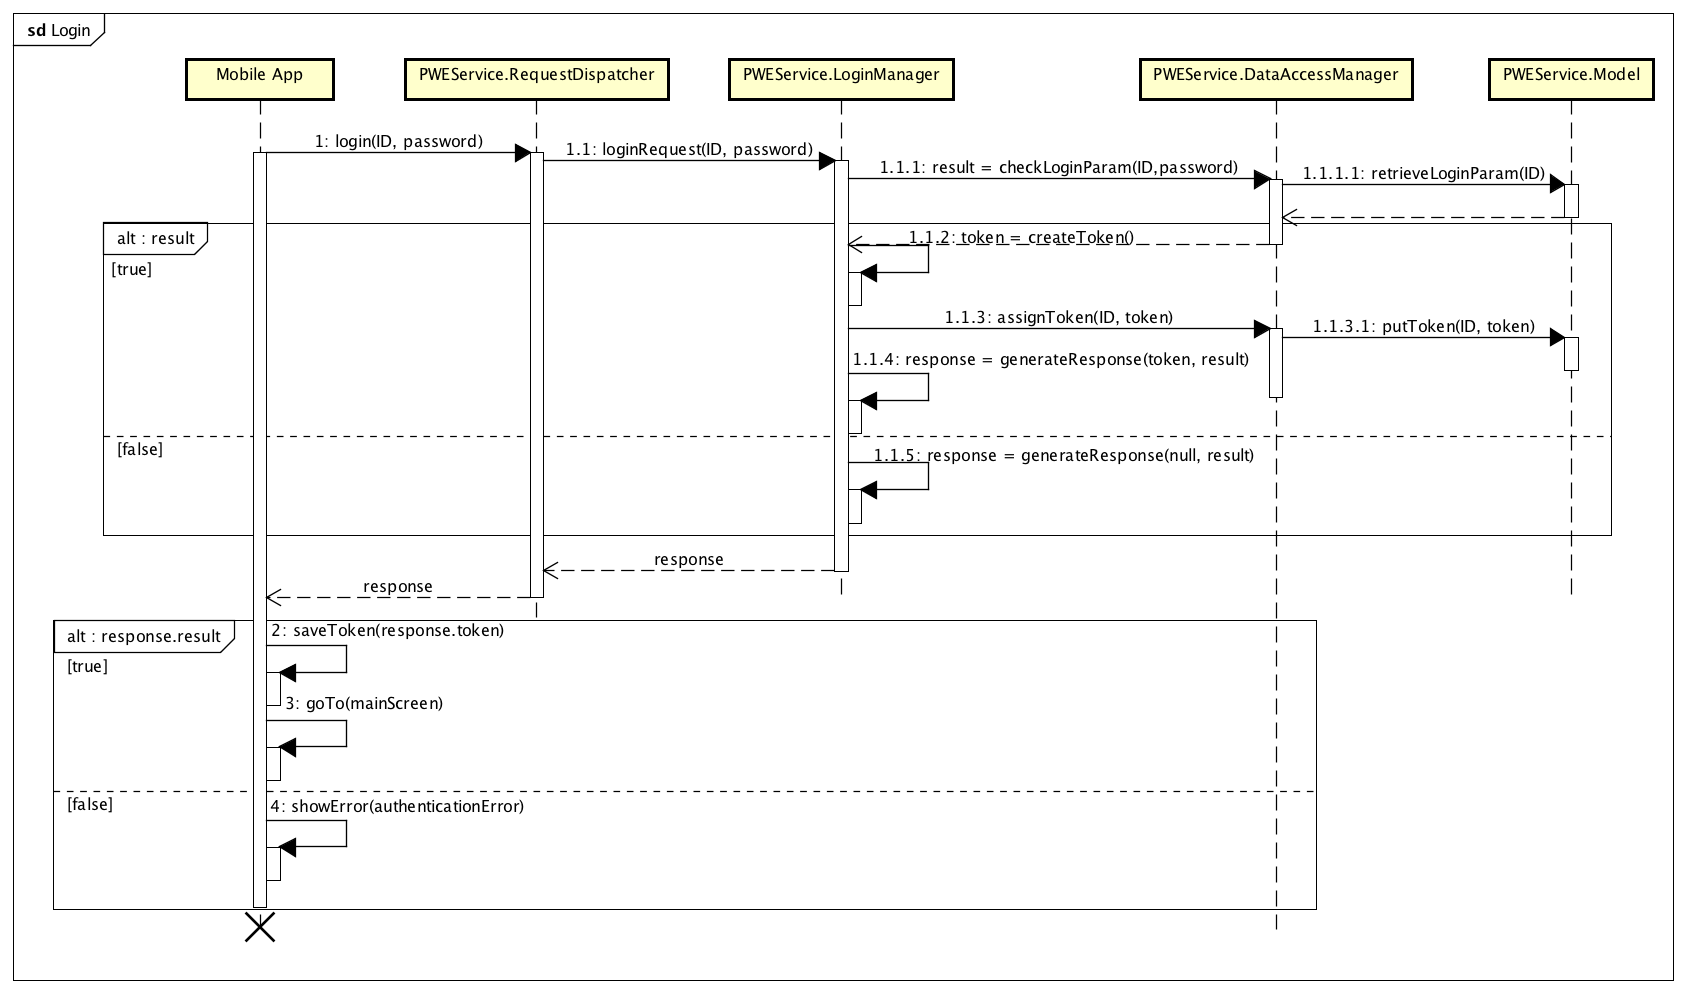 sd Login
Mobile App
PWEService.RequestDispatcher
PWEService.LoginManager
PWEService.DataAccessManager
PWEService.Model
1: login(ID, password)
1.1: loginRequest(ID, password)
1.1.1: result = checkLoginParam(ID,password)
1.1.1.1: retrieveLoginParam(ID)
alt : result
1.1.2: token = createToken()
[true]
1.1.3: assignToken(ID, token)
1.1.3.1: putToken(ID, token)
1.1.4: response = generateResponse(token, result)
[false]
1.1.5: response = generateResponse(null, result)
response
response
alt : response.result
2: saveToken(response.token)
[true]
3: goTo(mainScreen)
[false]
4: showError(authenticationError)